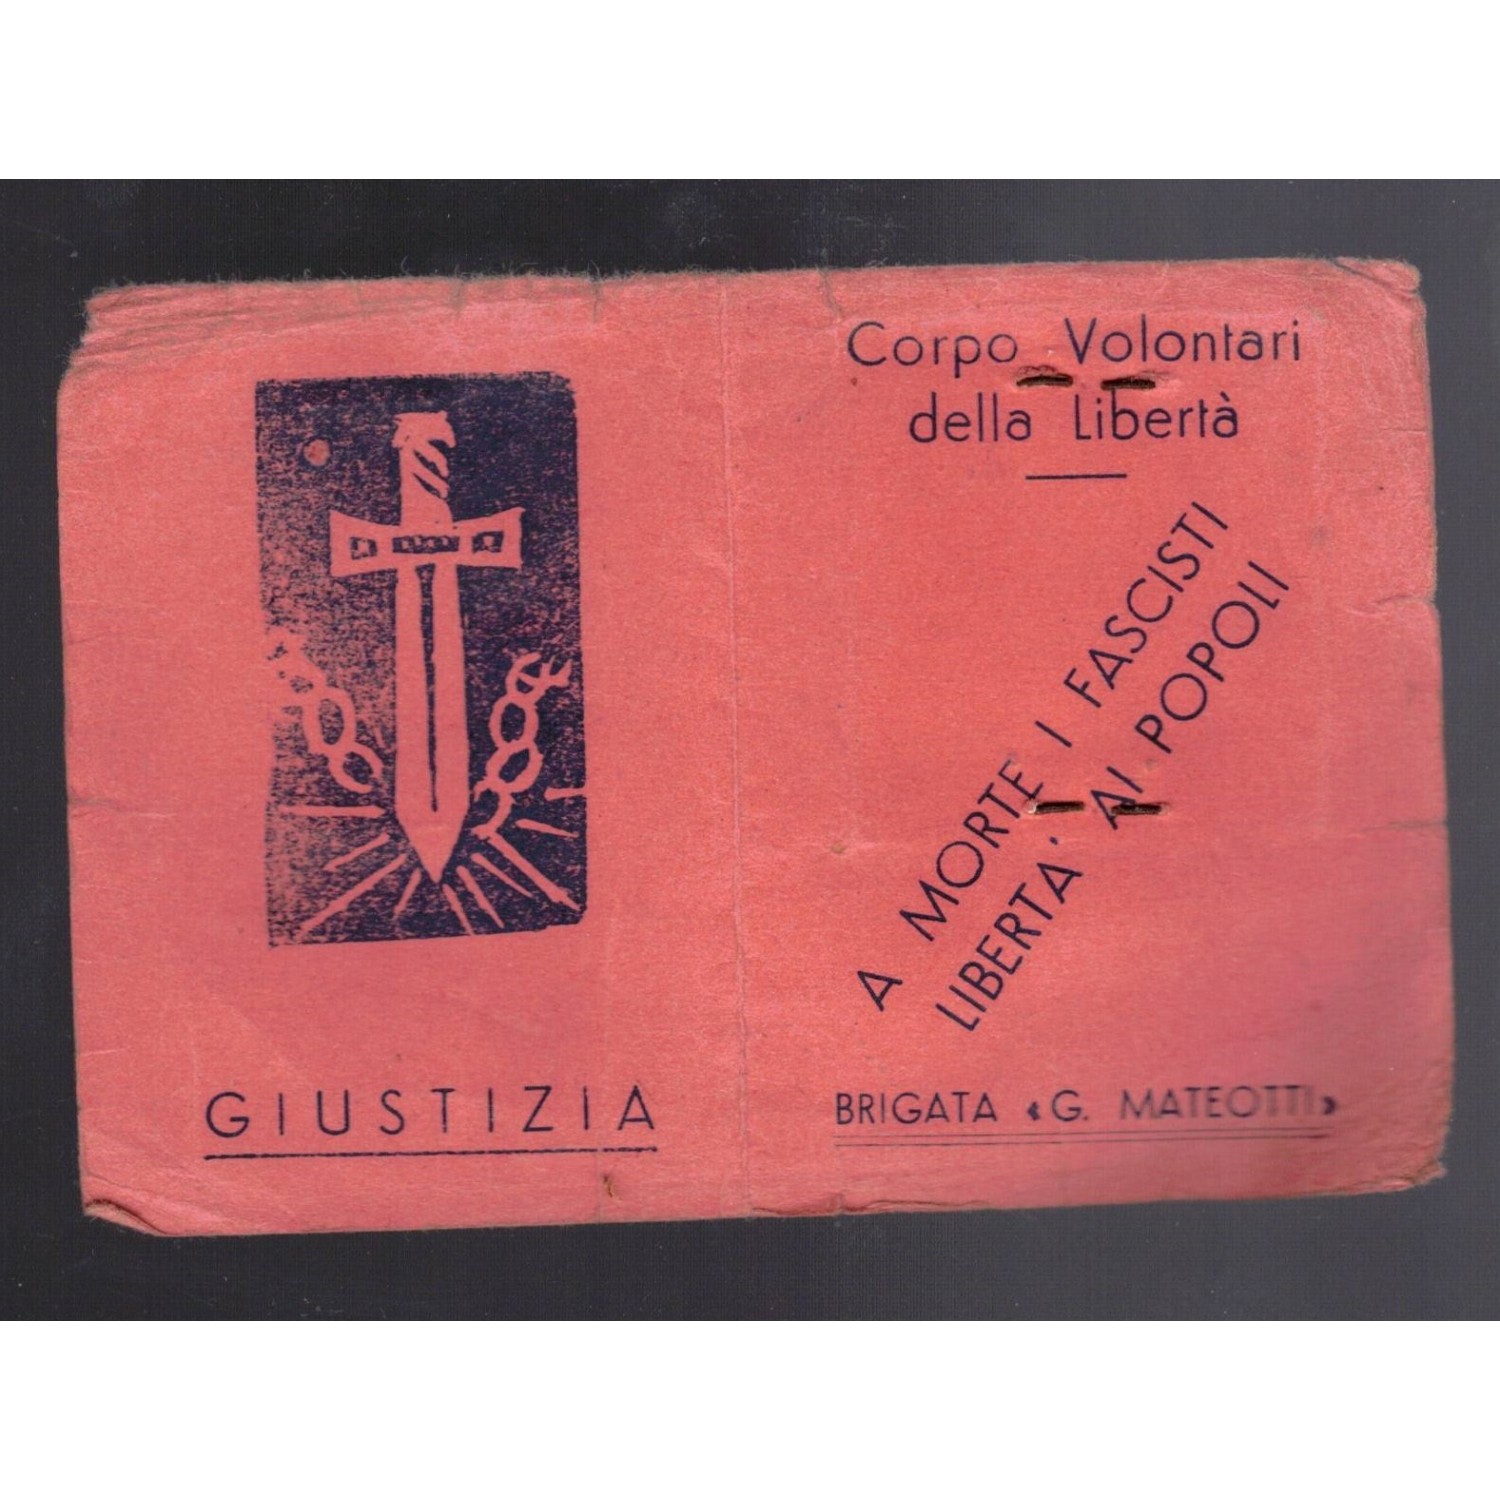 GIUSTIZIA
Corpo Volontari
della Libertà
A MORTE I FASCISTI
LIBERTA' AI POPOLI
BRIGATA «G. MATEOTTI»